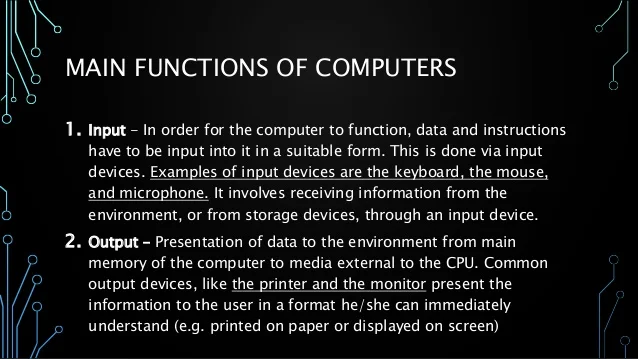 MAIN FUNCTIONS OF COMPUTERS
1. Input – In order for the computer to function, data and instructions
have to be input into it in a suitable form. This is done via input
devices. Examples of input devices are the keyboard, the mouse,
and microphone. It involves receiving information from the
environment, or from storage devices, through an input device.
2. Output – Presentation of data to the environment from main
memory of the computer to media external to the CPU. Common
output devices, like the printer and the monitor present the
information to the user in a format he/she can immediately
understand (e.g. printed on paper or displayed on screen)